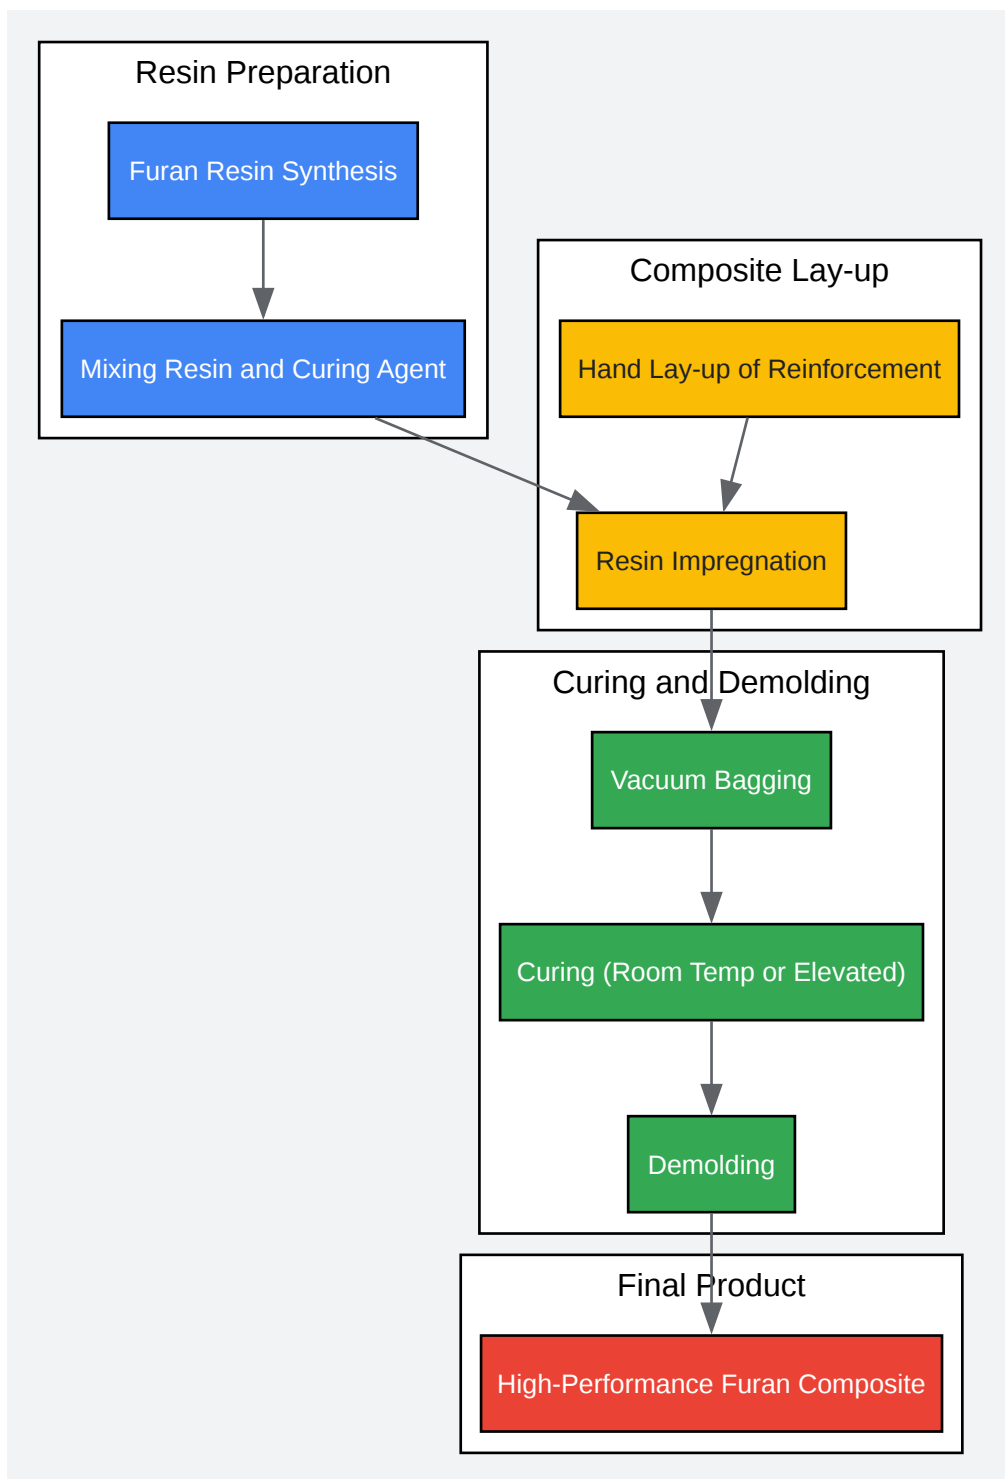 Resin Preparation
Furan Resin Synthesis
Mixing Resin and Curing Agent
Composite Lay-up
Hand Lay-up of Reinforcement
Resin Impregnation
Curing and Demolding
Vacuum Bagging
Curing (Room Temp or Elevated)
Demolding
Final Product
High-Performance Furan Composite